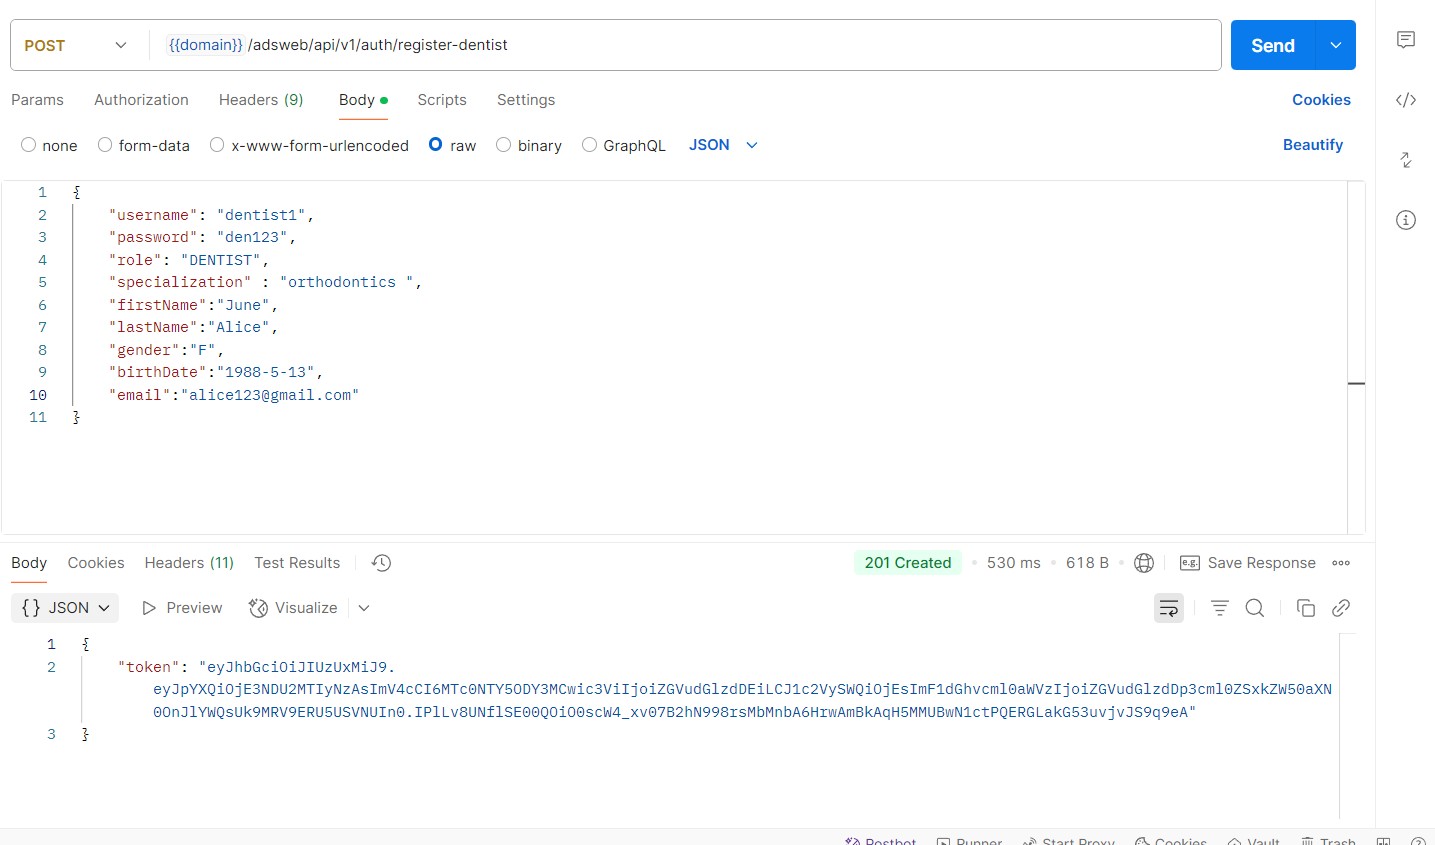 POST {{domain}}/adsweb/api/v1/auth/register-dentist Send
Params Authorization Headers (9) Body Scripts Settings Cookies
none form-data x-www-form-urlencoded raw binary GraphQL JSON Beautify
1 {
2 "username": "dentist1",
3 "password": "den123",
4 "role": "DENTIST",
5 "specialization" : "orthodontics ",
6 "firstName":"June",
7 "lastName":"Alice",
8 "gender":"F",
9 "birthDate":"1988-5-13",
10 "email":"alice123@gmail.com"
11 }
Body Cookies Headers (11) Test Results 201 Created 530 ms 618 B e.g. Save Response
{} JSON Preview Visualize
1 {
2 "token": "eyJhbGciOiJIUzUxMiJ9.
eyJpYXQiOjE3NDU2MTIyNzAsImV4cCI6MTc0NTY5ODY3MCwic3ViIjoiZGVudGlzdDEiLCJ1c2VySWQiOjEsImF1dGhvcml0aWVzIjoiZGVudGlzdDp3cml0ZSxkZW50aXN
0OnJlYWQsUk9MRV9ERU5USVNUIn0.IPlLv8UNflSE00QOiO0scW4_xv07B2hN998rsMbMnbA6HrwAmBkAqH5MMUBwN1ctPQERGLakG53uvjvJS9q9eA"
3 }
Postbot Runner Start Proxy Cookies Vault Trash